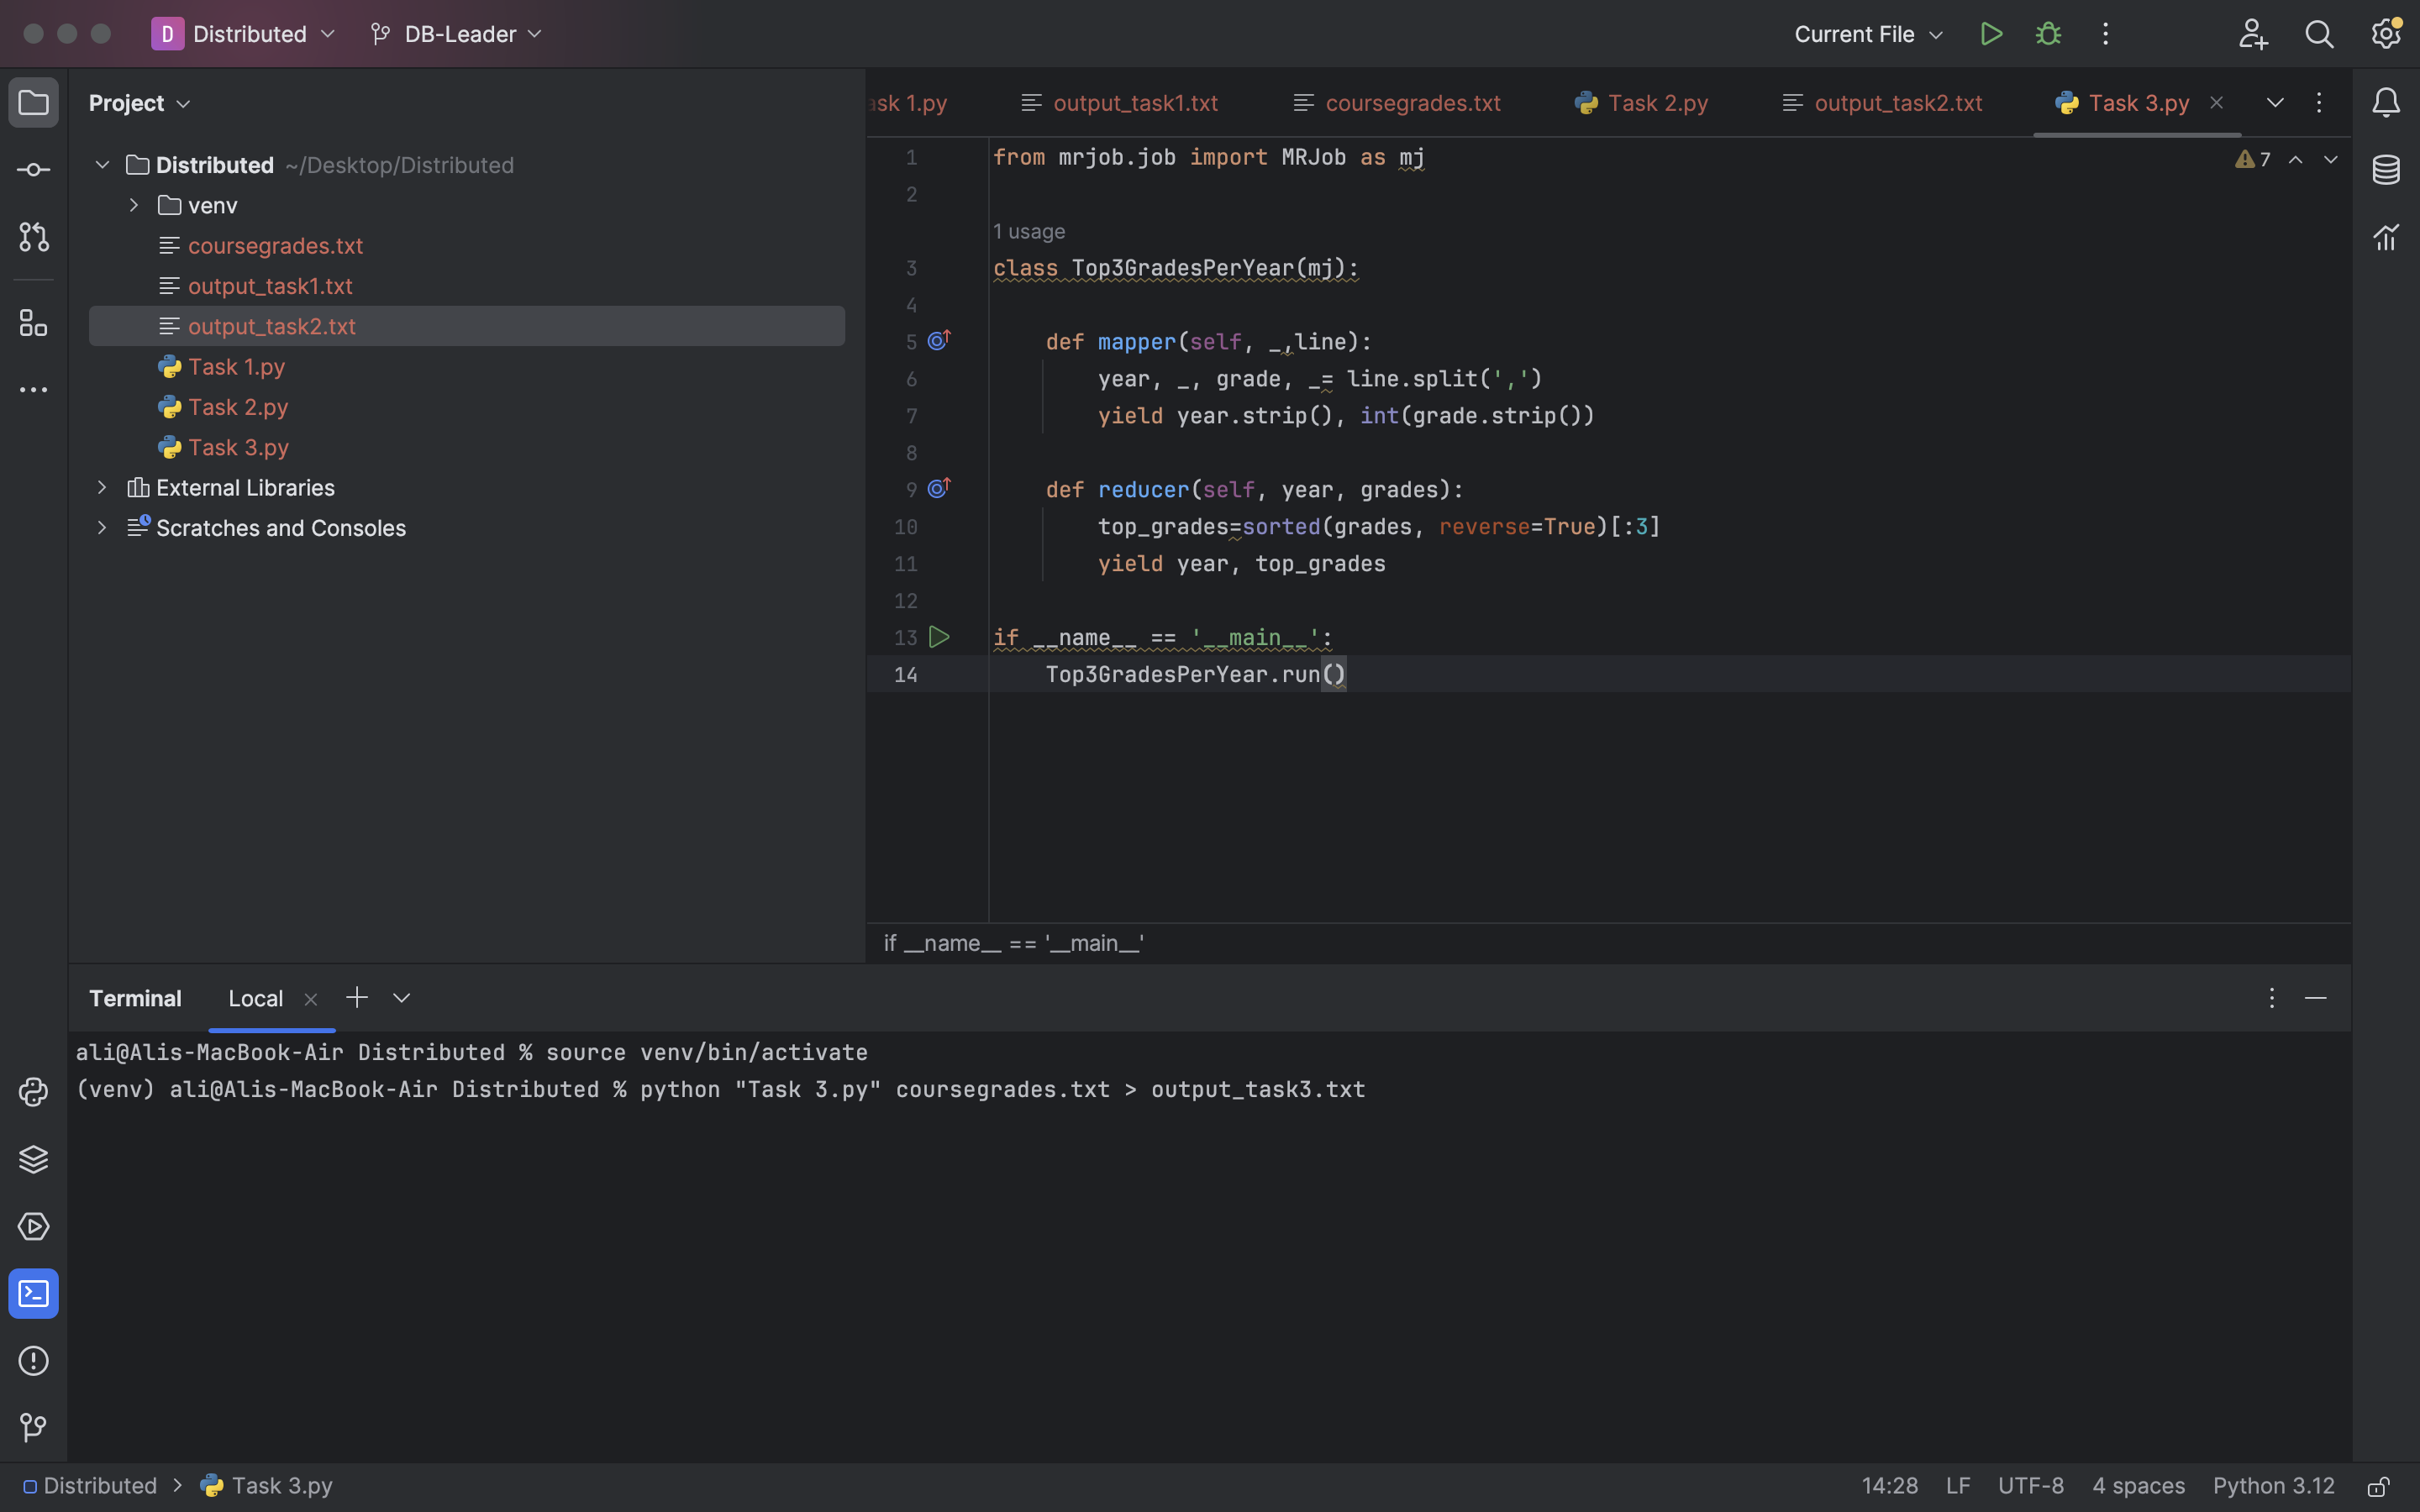 D Distributed DB-Leader Current File
Project
Distributed ~/Desktop/Distributed
venv
coursegrades.txt
output_task1.txt
output_task2.txt
Task 1.py
Task 2.py
Task 3.py
External Libraries
Scratches and Consoles
ask 1.py output_task1.txt coursegrades.txt Task 2.py output_task2.txt Task 3.py
7
1 from mrjob.job import MRJob as mj
2
1 usage
3 class Top3GradesPerYear(mj):
4
5 def mapper(self, _,line):
6 year, _, grade, _= line.split(',')
7 yield year.strip(), int(grade.strip())
8
9 def reducer(self, year, grades):
10 top_grades=sorted(grades, reverse=True)[:3]
11 yield year, top_grades
12
13 if __name__ == '__main__':
14 Top3GradesPerYear.run()
if __name__ == '__main__'
Terminal Local
ali@Alis-MacBook-Air Distributed % source venv/bin/activate
(venv) ali@Alis-MacBook-Air Distributed % python "Task 3.py" coursegrades.txt > output_task3.txt
Distributed > Task 3.py 14:28 LF UTF-8 4 spaces Python 3.12